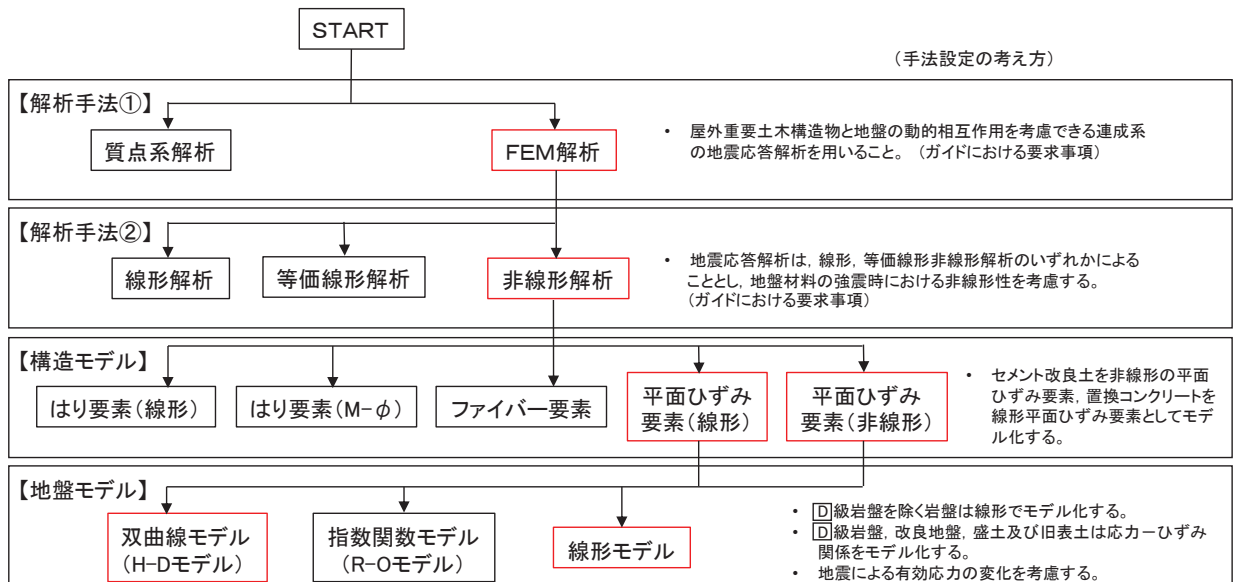 START
（手法設定の考え方）
【解析手法①】
質点系解析
FEM解析
• 屋外重要土木構造物と地盤の動的相互作用を考慮できる連成系
の地震応答解析を用いること。（ガイドにおける要求事項）
【解析手法②】
線形解析
等価線形解析
非線形解析
• 地震応答解析は，線形，等価線形非線形解析のいずれかによる
こととし，地盤材料の強震時における非線形性を考慮する。
（ガイドにおける要求事項）
【構造モデル】
はり要素（線形）
はり要素（M-φ）
ファイバー要素
平面ひずみ
要素（線形）
平面ひずみ
要素（非線形）
• セメント改良土を非線形の平面
ひずみ要素，置換コンクリートを
線形平面ひずみ要素としてモデ
ル化する。
【地盤モデル】
双曲線モデル
（H-Dモデル）
指数関数モデル
（R-Oモデル）
線形モデル
• D級岩盤を除く岩盤は線形でモデル化する。
• D級岩盤，改良地盤，盛土及び旧表土は応力－ひずみ
関係をモデル化する。
• 地震による有効応力の変化を考慮する。